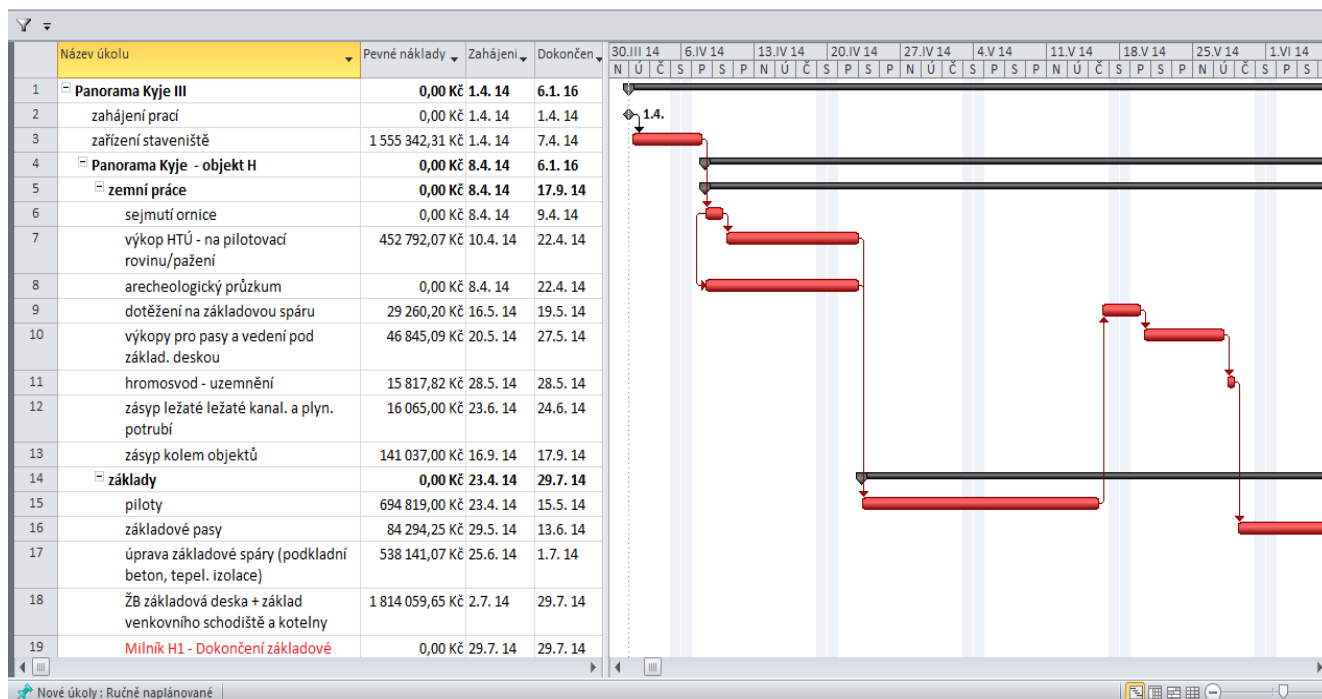 Název úkolu Pevné náklady Zahájeni Dokončen 30.III 14 6.IV 14 13.IV 14 20.IV 14 27.IV 14 4.V 14 11.V 14 18.V 14 25.V 14 1.VI 14
N Ú Č S P S P N Ú Č S P S P N Ú Č S P S P N Ú Č S P S
1 Panorama Kyje III 0,00 Kč 1.4. 14 6.1. 16
2 zahájení prací 0,00 Kč 1.4. 14 1.4. 14 1.4.
3 zařízení staveniště 1 555 342,31 Kč 1.4. 14 7.4. 14
4 Panorama Kyje - objekt H 0,00 Kč 8.4. 14 6.1. 16
5 zemní práce 0,00 Kč 8.4. 14 17.9. 14
6 sejmutí ornice 0,00 Kč 8.4. 14 9.4. 14
7 výkop HTÚ - na pilotovací 452 792,07 Kč 10.4. 14 22.4. 14
rovinu/pažení
8 arecheologický průzkum 0,00 Kč 8.4. 14 22.4. 14
9 dotěžení na základovou spáru 29 260,20 Kč 16.5. 14 19.5. 14
10 výkopy pro pasy a vedení pod 46 845,09 Kč 20.5. 14 27.5. 14
základ. deskou
11 hromosvod - uzemnění 15 817,82 Kč 28.5. 14 28.5. 14
12 zásyp ležaté ležaté kanal. a plyn. 16 065,00 Kč 23.6. 14 24.6. 14
potrubí
13 zásyp kolem objektů 141 037,00 Kč 16.9. 14 17.9. 14
14 základy 0,00 Kč 23.4. 14 29.7. 14
15 piloty 694 819,00 Kč 23.4. 14 15.5. 14
16 základové pasy 84 294,25 Kč 29.5. 14 13.6. 14
17 úprava základové spáry (podkladní 538 141,07 Kč 25.6. 14 1.7. 14
beton, tepel. izolace)
18 ŽB základová deska + základ 1 814 059,65 Kč 2.7. 14 29.7. 14
venkovního schodiště a kotelny
19 Milník H1 - Dokončení základové 0,00 Kč 29.7. 14 29.7. 14
Nové úkoly : Ručně naplánované